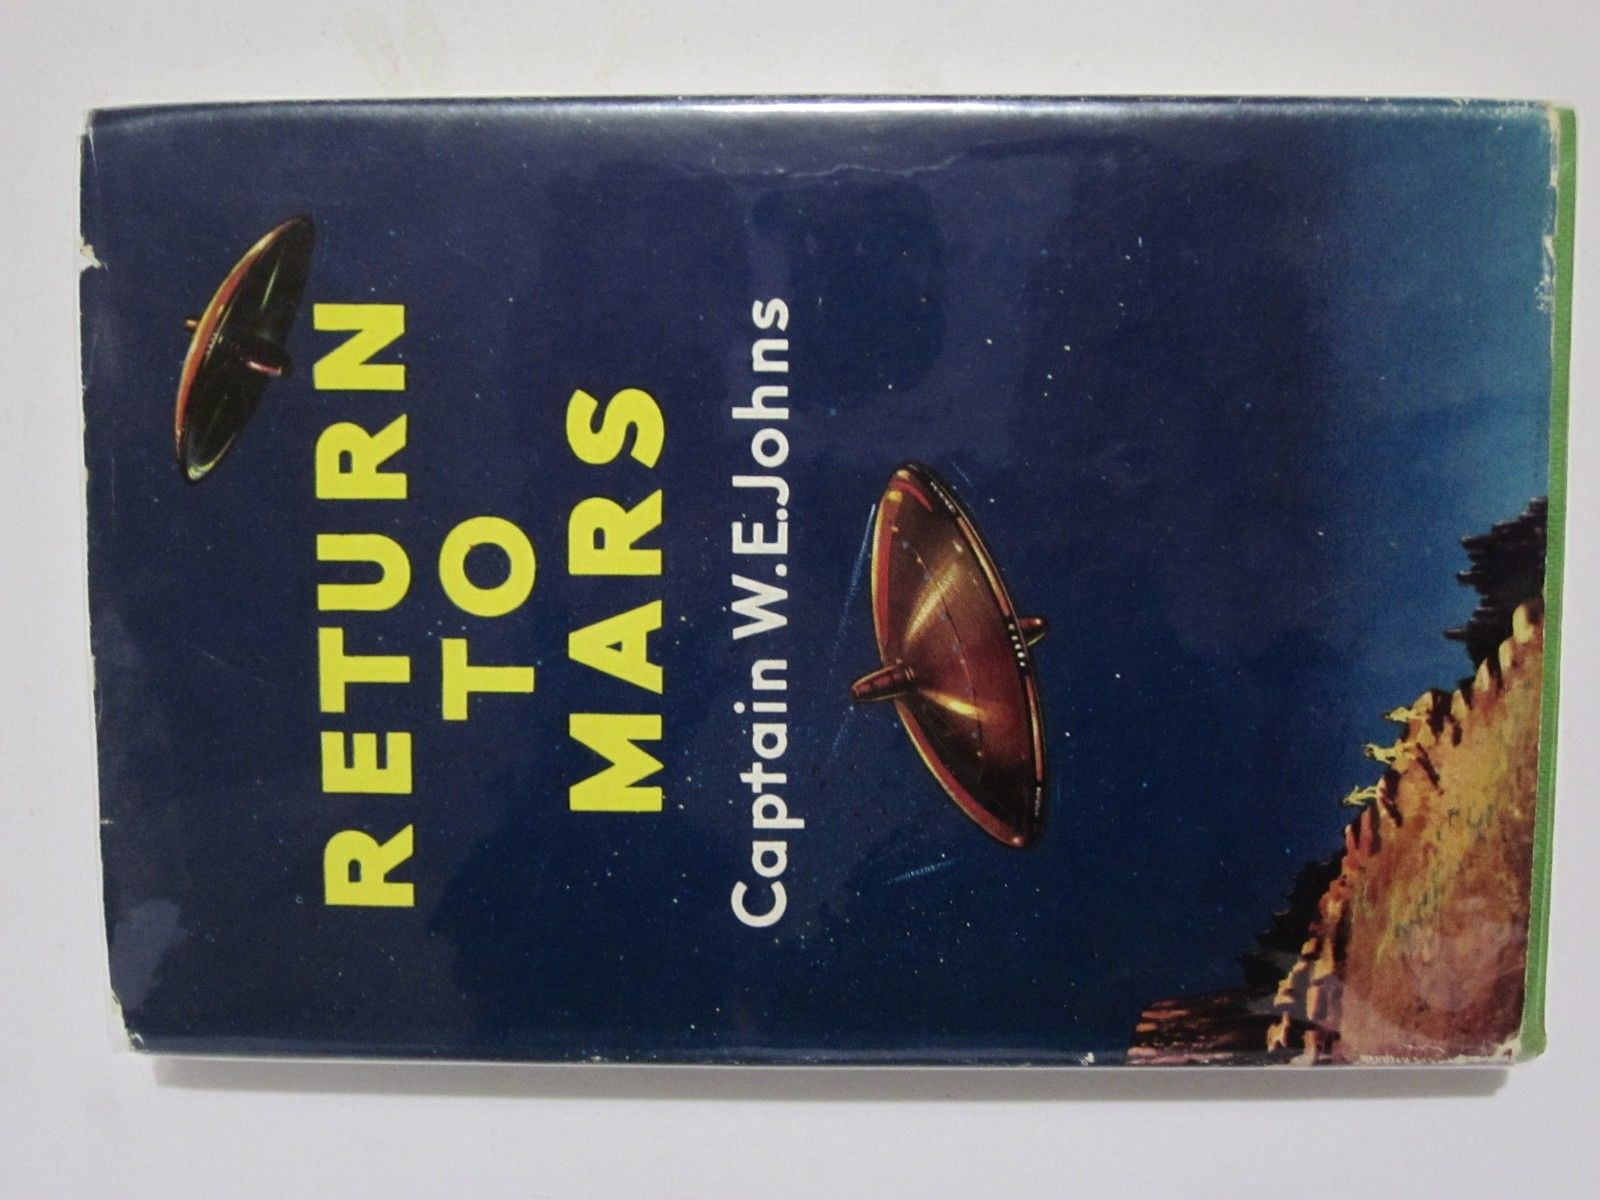 RETURN
TO
MARS
Captain W.E.Johns